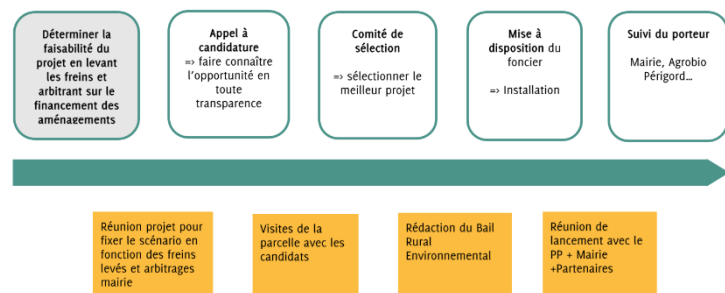 Déterminer la
faisabilité du
projet en levant
les freins et
arbitrant sur le
financement des
aménagements
Appel à
candidature
=> faire connaître
l'opportunité en
toute
transparence
Comité de
sélection
=> sélectionner le
meilleur projet
Mise à
disposition du
foncier
=> Installation
Suivi du porteur
Mairie, Agrobio
Périgord…
Réunion projet pour
fixer le scénario en
fonction des freins
levés et arbitrages
mairie
Visites de la
parcelle avec les
candidats
Rédaction du Bail
Rural
Environnemental
Réunion de
lancement avec le
PP + Mairie
+Partenaires